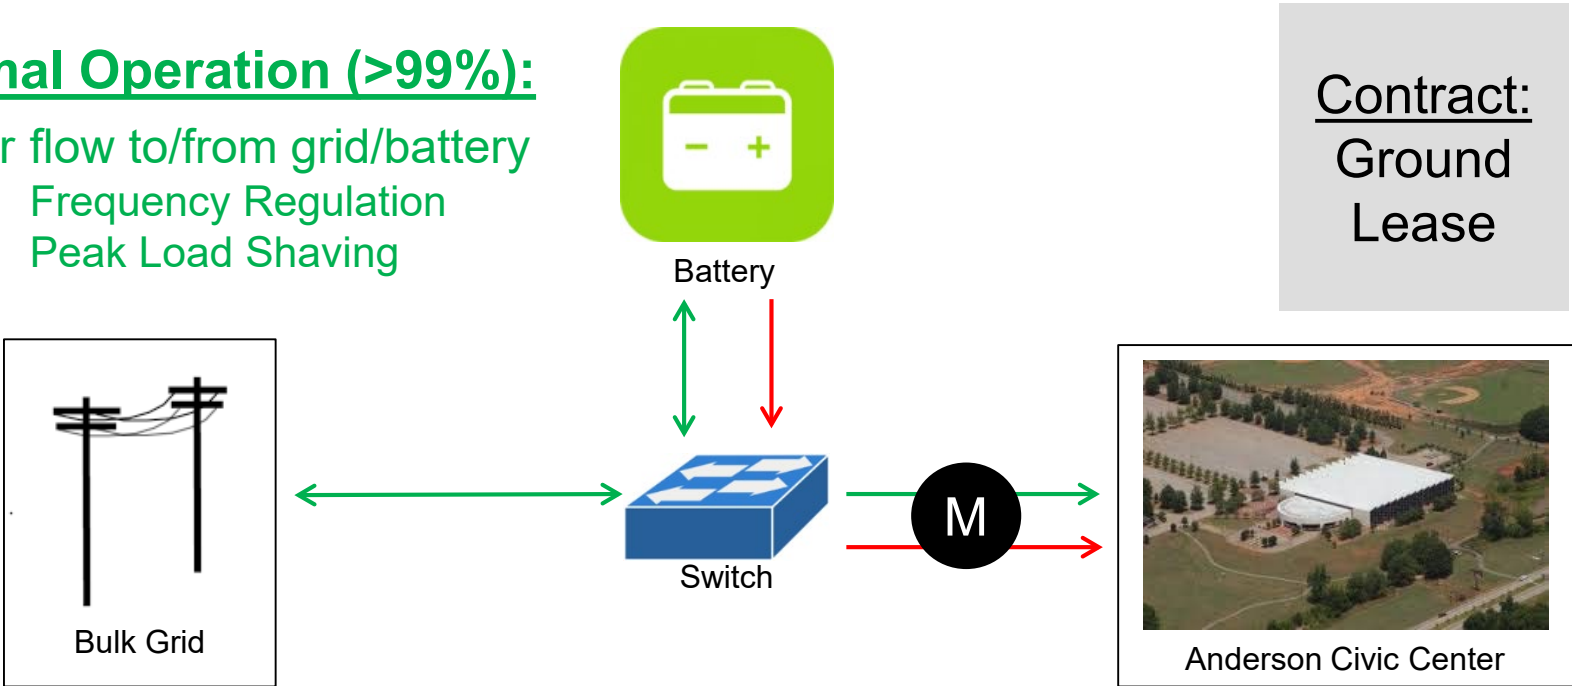 nal Operation (>99%):
r flow to/from grid/battery
Frequency Regulation
Peak Load Shaving
Battery
Contract:
Ground
Lease
M
Switch
Bulk Grid
Anderson Civic Center